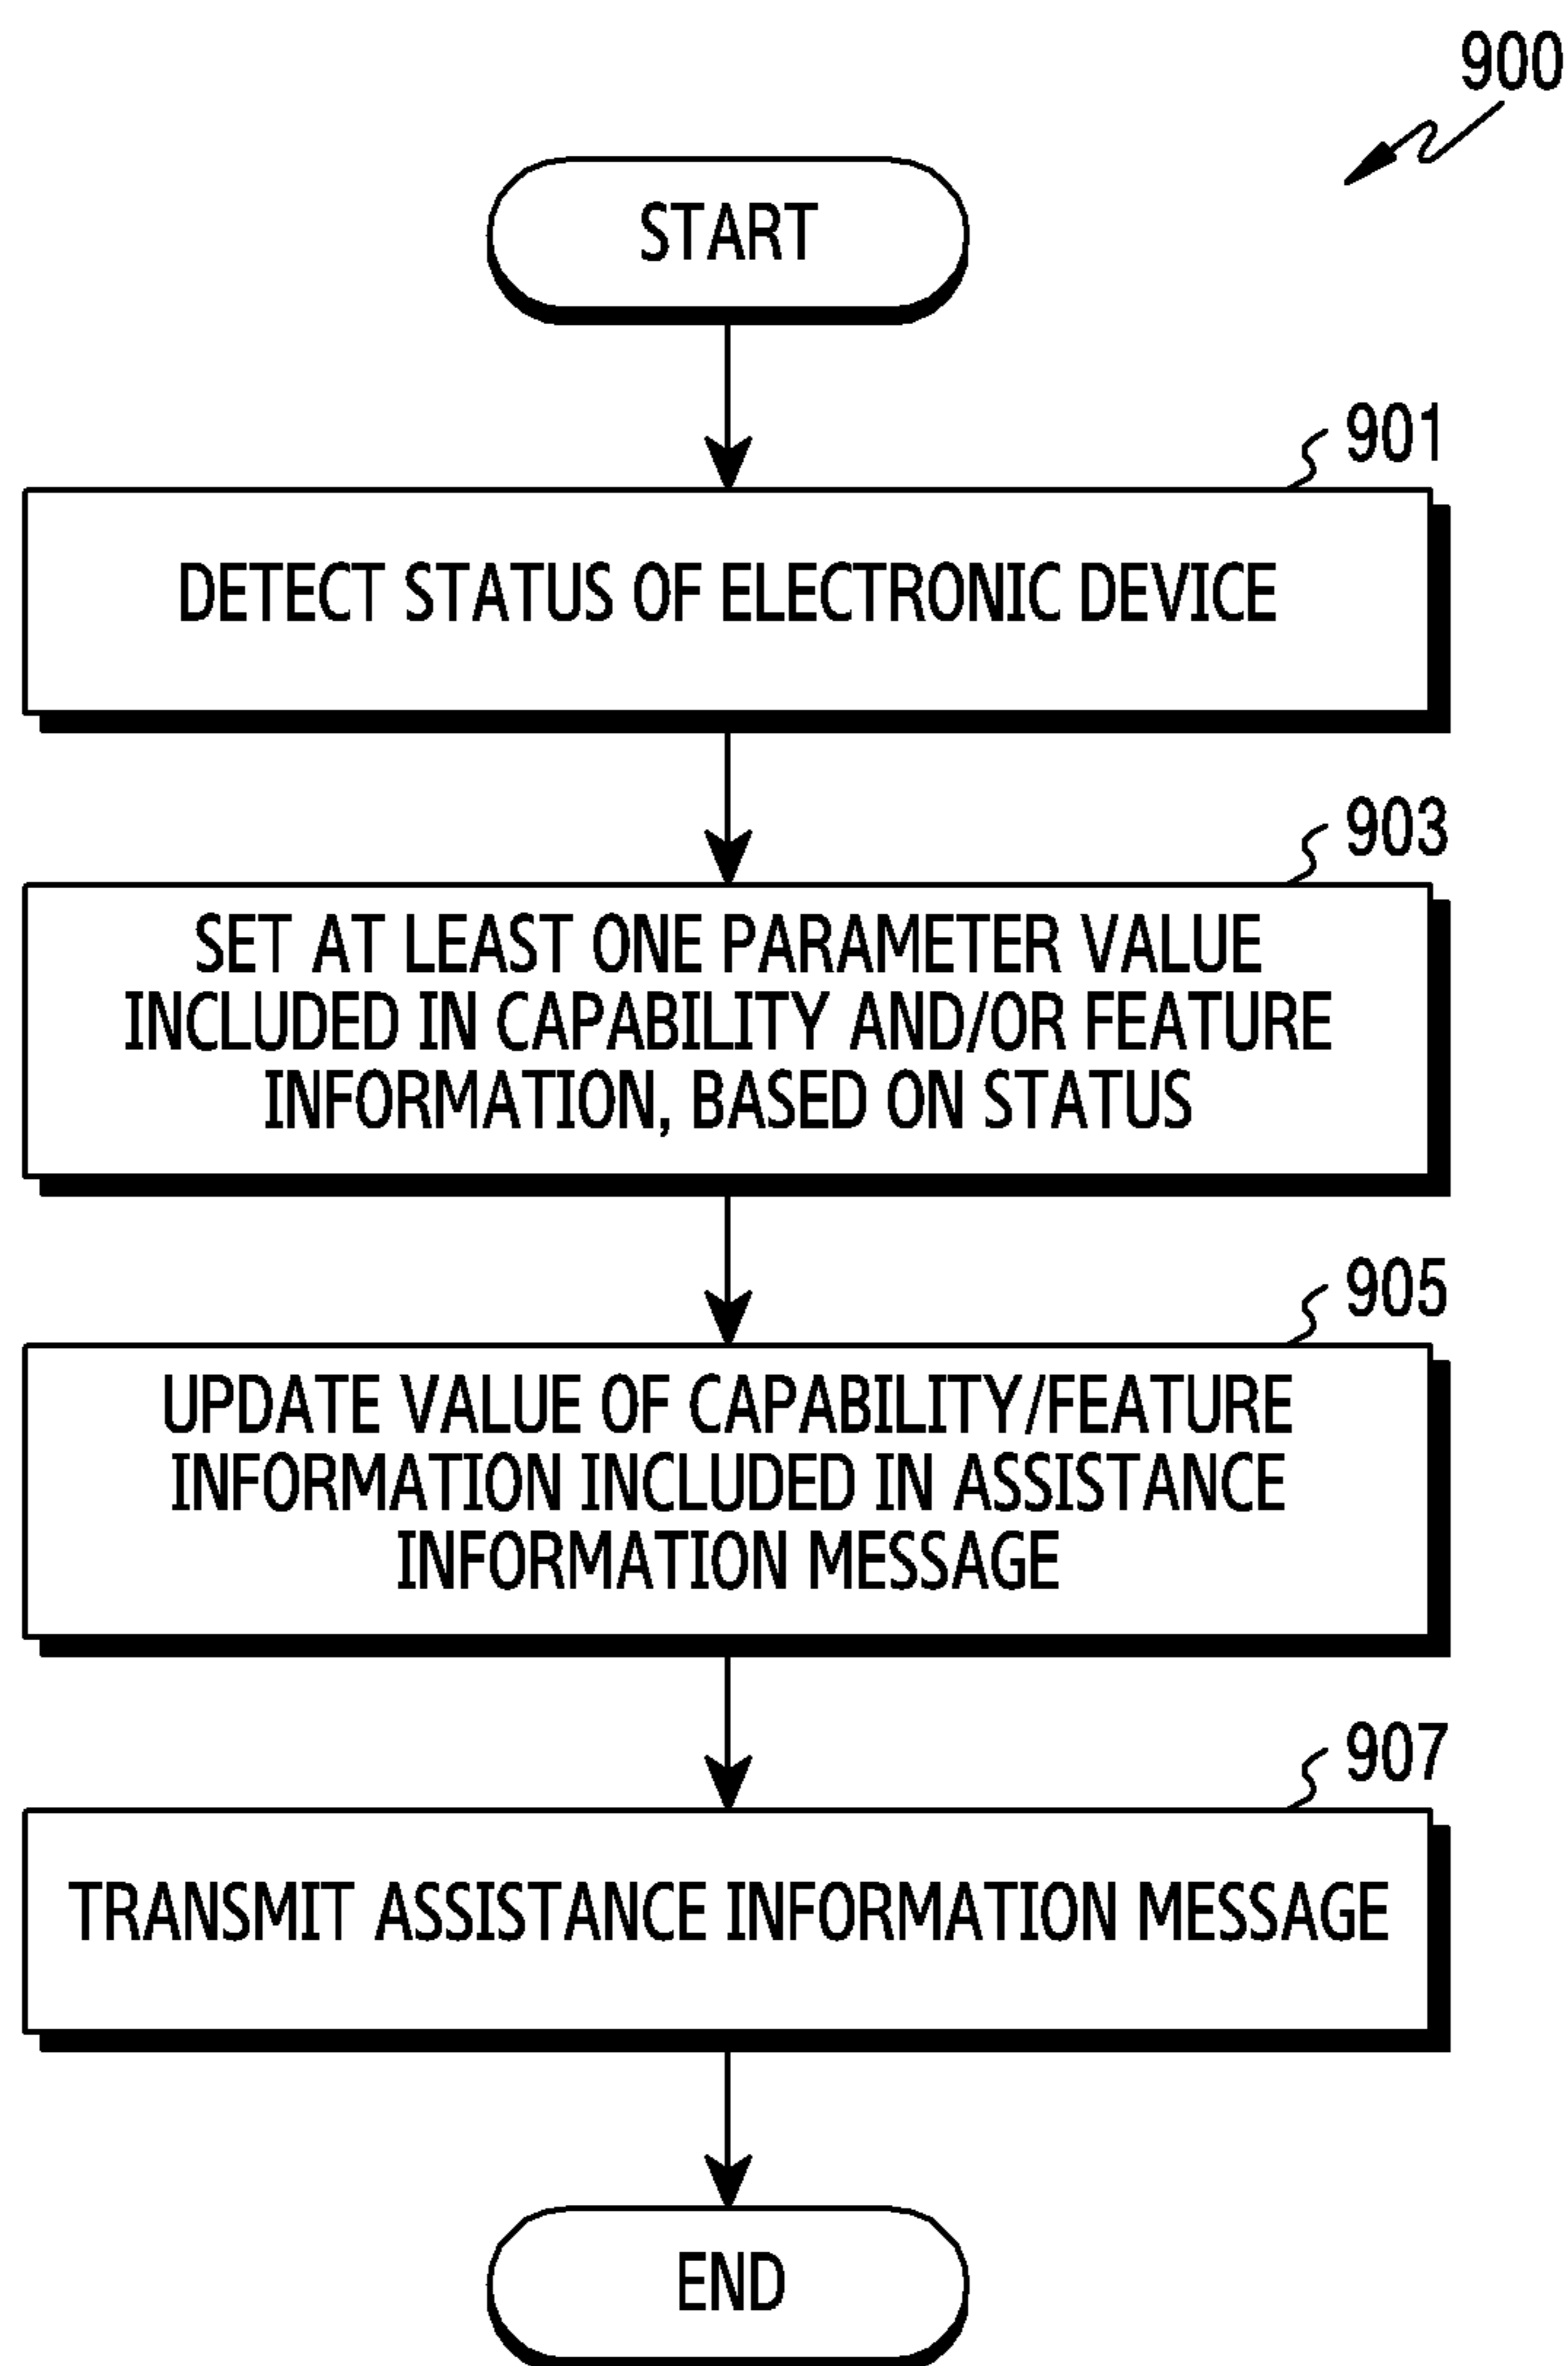 900
START
901
DETECT STATUS OF ELECTRONIC DEVICE
903
SET AT LEAST ONE PARAMETER VALUE
INCLUDED IN CAPABILITY AND/OR FEATURE
INFORMATION, BASED ON STATUS
905
UPDATE VALUE OF CAPABILITY/FEATURE
INFORMATION INCLUDED IN ASSISTANCE
INFORMATION MESSAGE
907
TRANSMIT ASSISTANCE INFORMATION MESSAGE
END